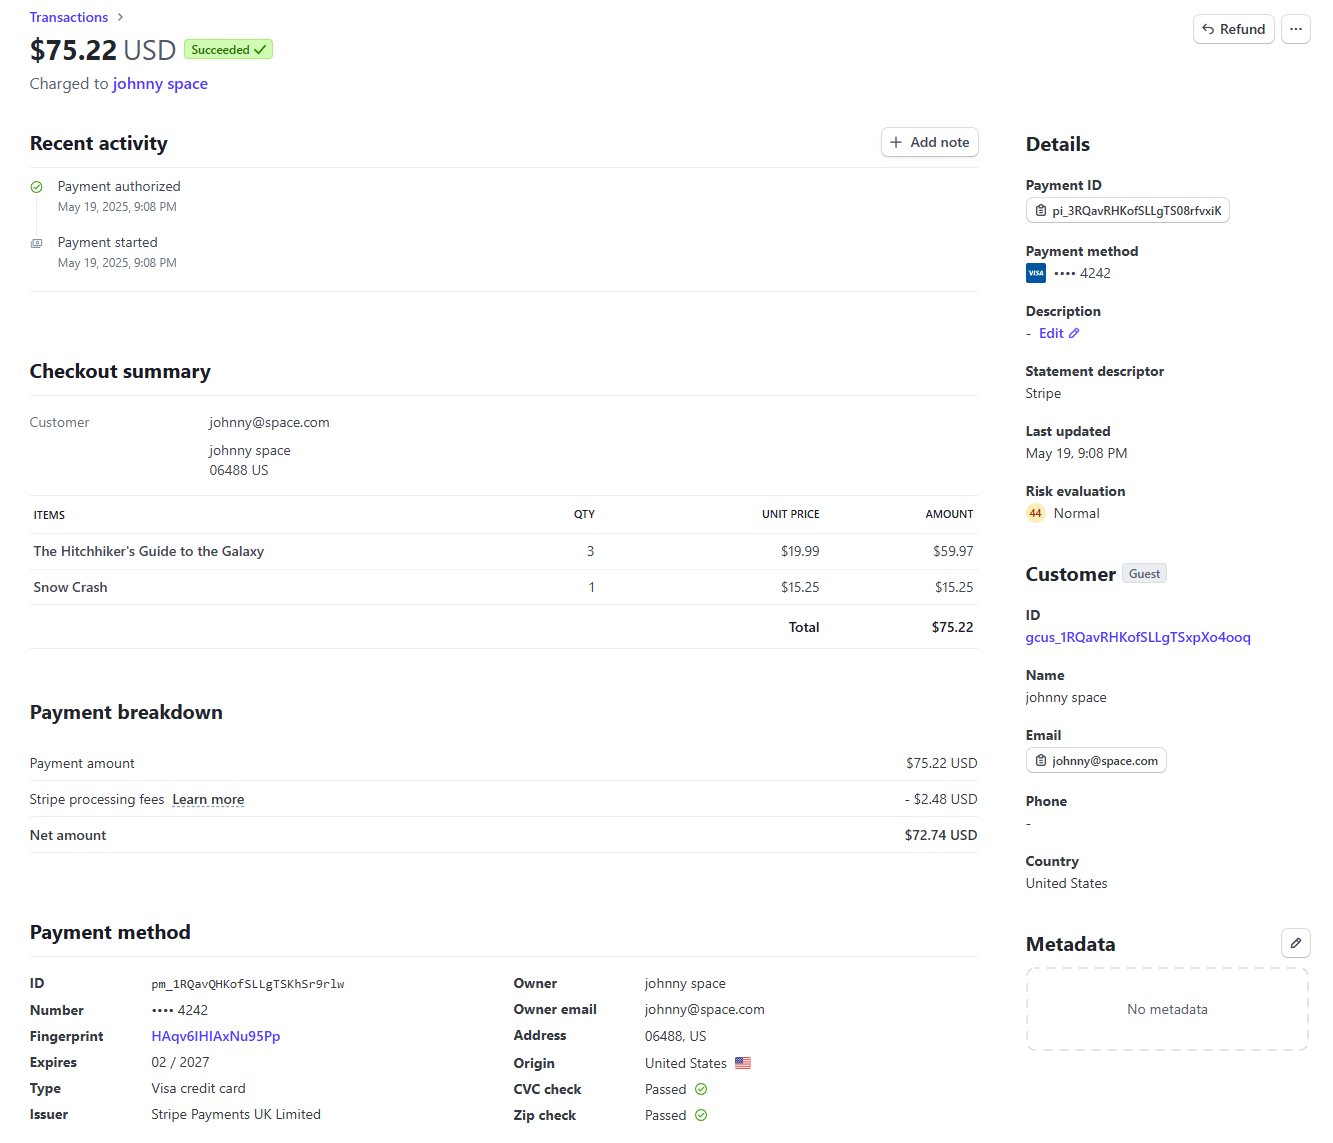 Transactions
$75.22 USD Succeeded
Charged to johnny space
Refund
Recent activity
Add note
Payment authorized
May 19, 2025, 9:08 PM
Payment started
May 19, 2025, 9:08 PM
Checkout summary
Customer johnny@space.com
johnny space
06488 US
ITEMS QTY UNIT PRICE AMOUNT
The Hitchhiker's Guide to the Galaxy 3 $19.99 $59.97
Snow Crash 1 $15.25 $15.25
Total $75.22
Payment breakdown
Payment amount $75.22 USD
Stripe processing fees Learn more - $2.48 USD
Net amount $72.74 USD
Payment method
ID pm_1RQavQHKofSLLgTSKhSr9rlw
Number •••• 4242
Fingerprint HAqv6IHIAxNu95Pp
Expires 02 / 2027
Type Visa credit card
Issuer Stripe Payments UK Limited
Owner johnny space
Owner email johnny@space.com
Address 06488, US
Origin United States
CVC check Passed
Zip check Passed
Details
Payment ID
pi_3RQavRHKofSLLgTS08rfvxiK
Payment method
VISA •••• 4242
Description
- Edit
Statement descriptor
Stripe
Last updated
May 19, 9:08 PM
Risk evaluation
44 Normal
Customer Guest
ID
gcus_1RQavRHKofSLLgTSxpXo4ooq
Name
johnny space
Email
johnny@space.com
Phone
-
Country
United States
Metadata
No metadata